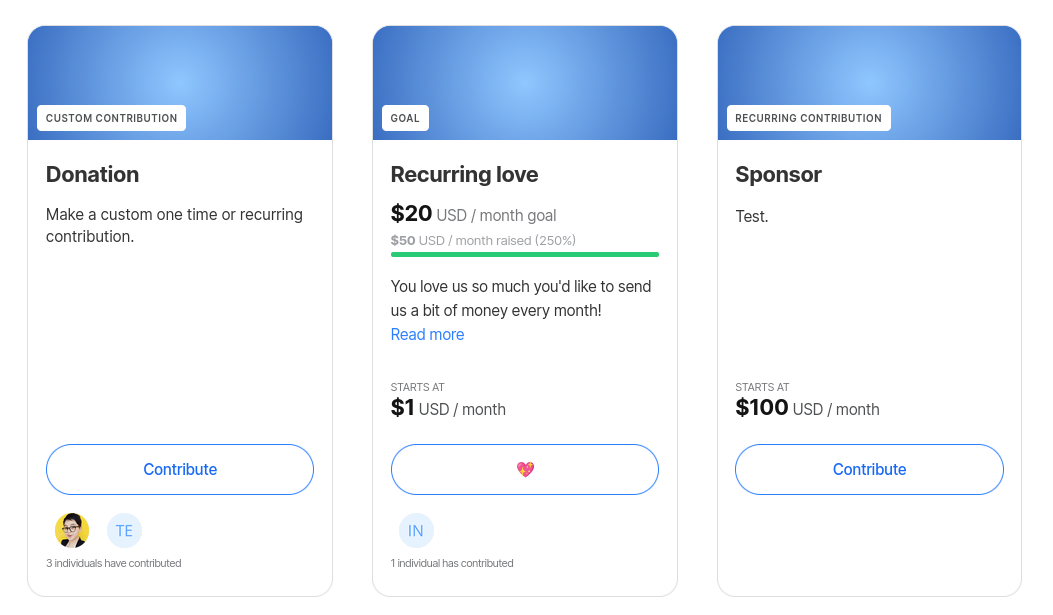 CUSTOM CONTRIBUTION
Donation
Make a custom one time or recurring
contribution.
Contribute
TE
3 individuals have contributed
GOAL
Recurring love
$20 USD / month goal
$50 USD / month raised (250%)
You love us so much you'd like to send
us a bit of money every month!
Read more
STARTS AT
$1 USD / month
💖
IN
1 individual has contributed
RECURRING CONTRIBUTION
Sponsor
Test.
STARTS AT
$100 USD / month
Contribute